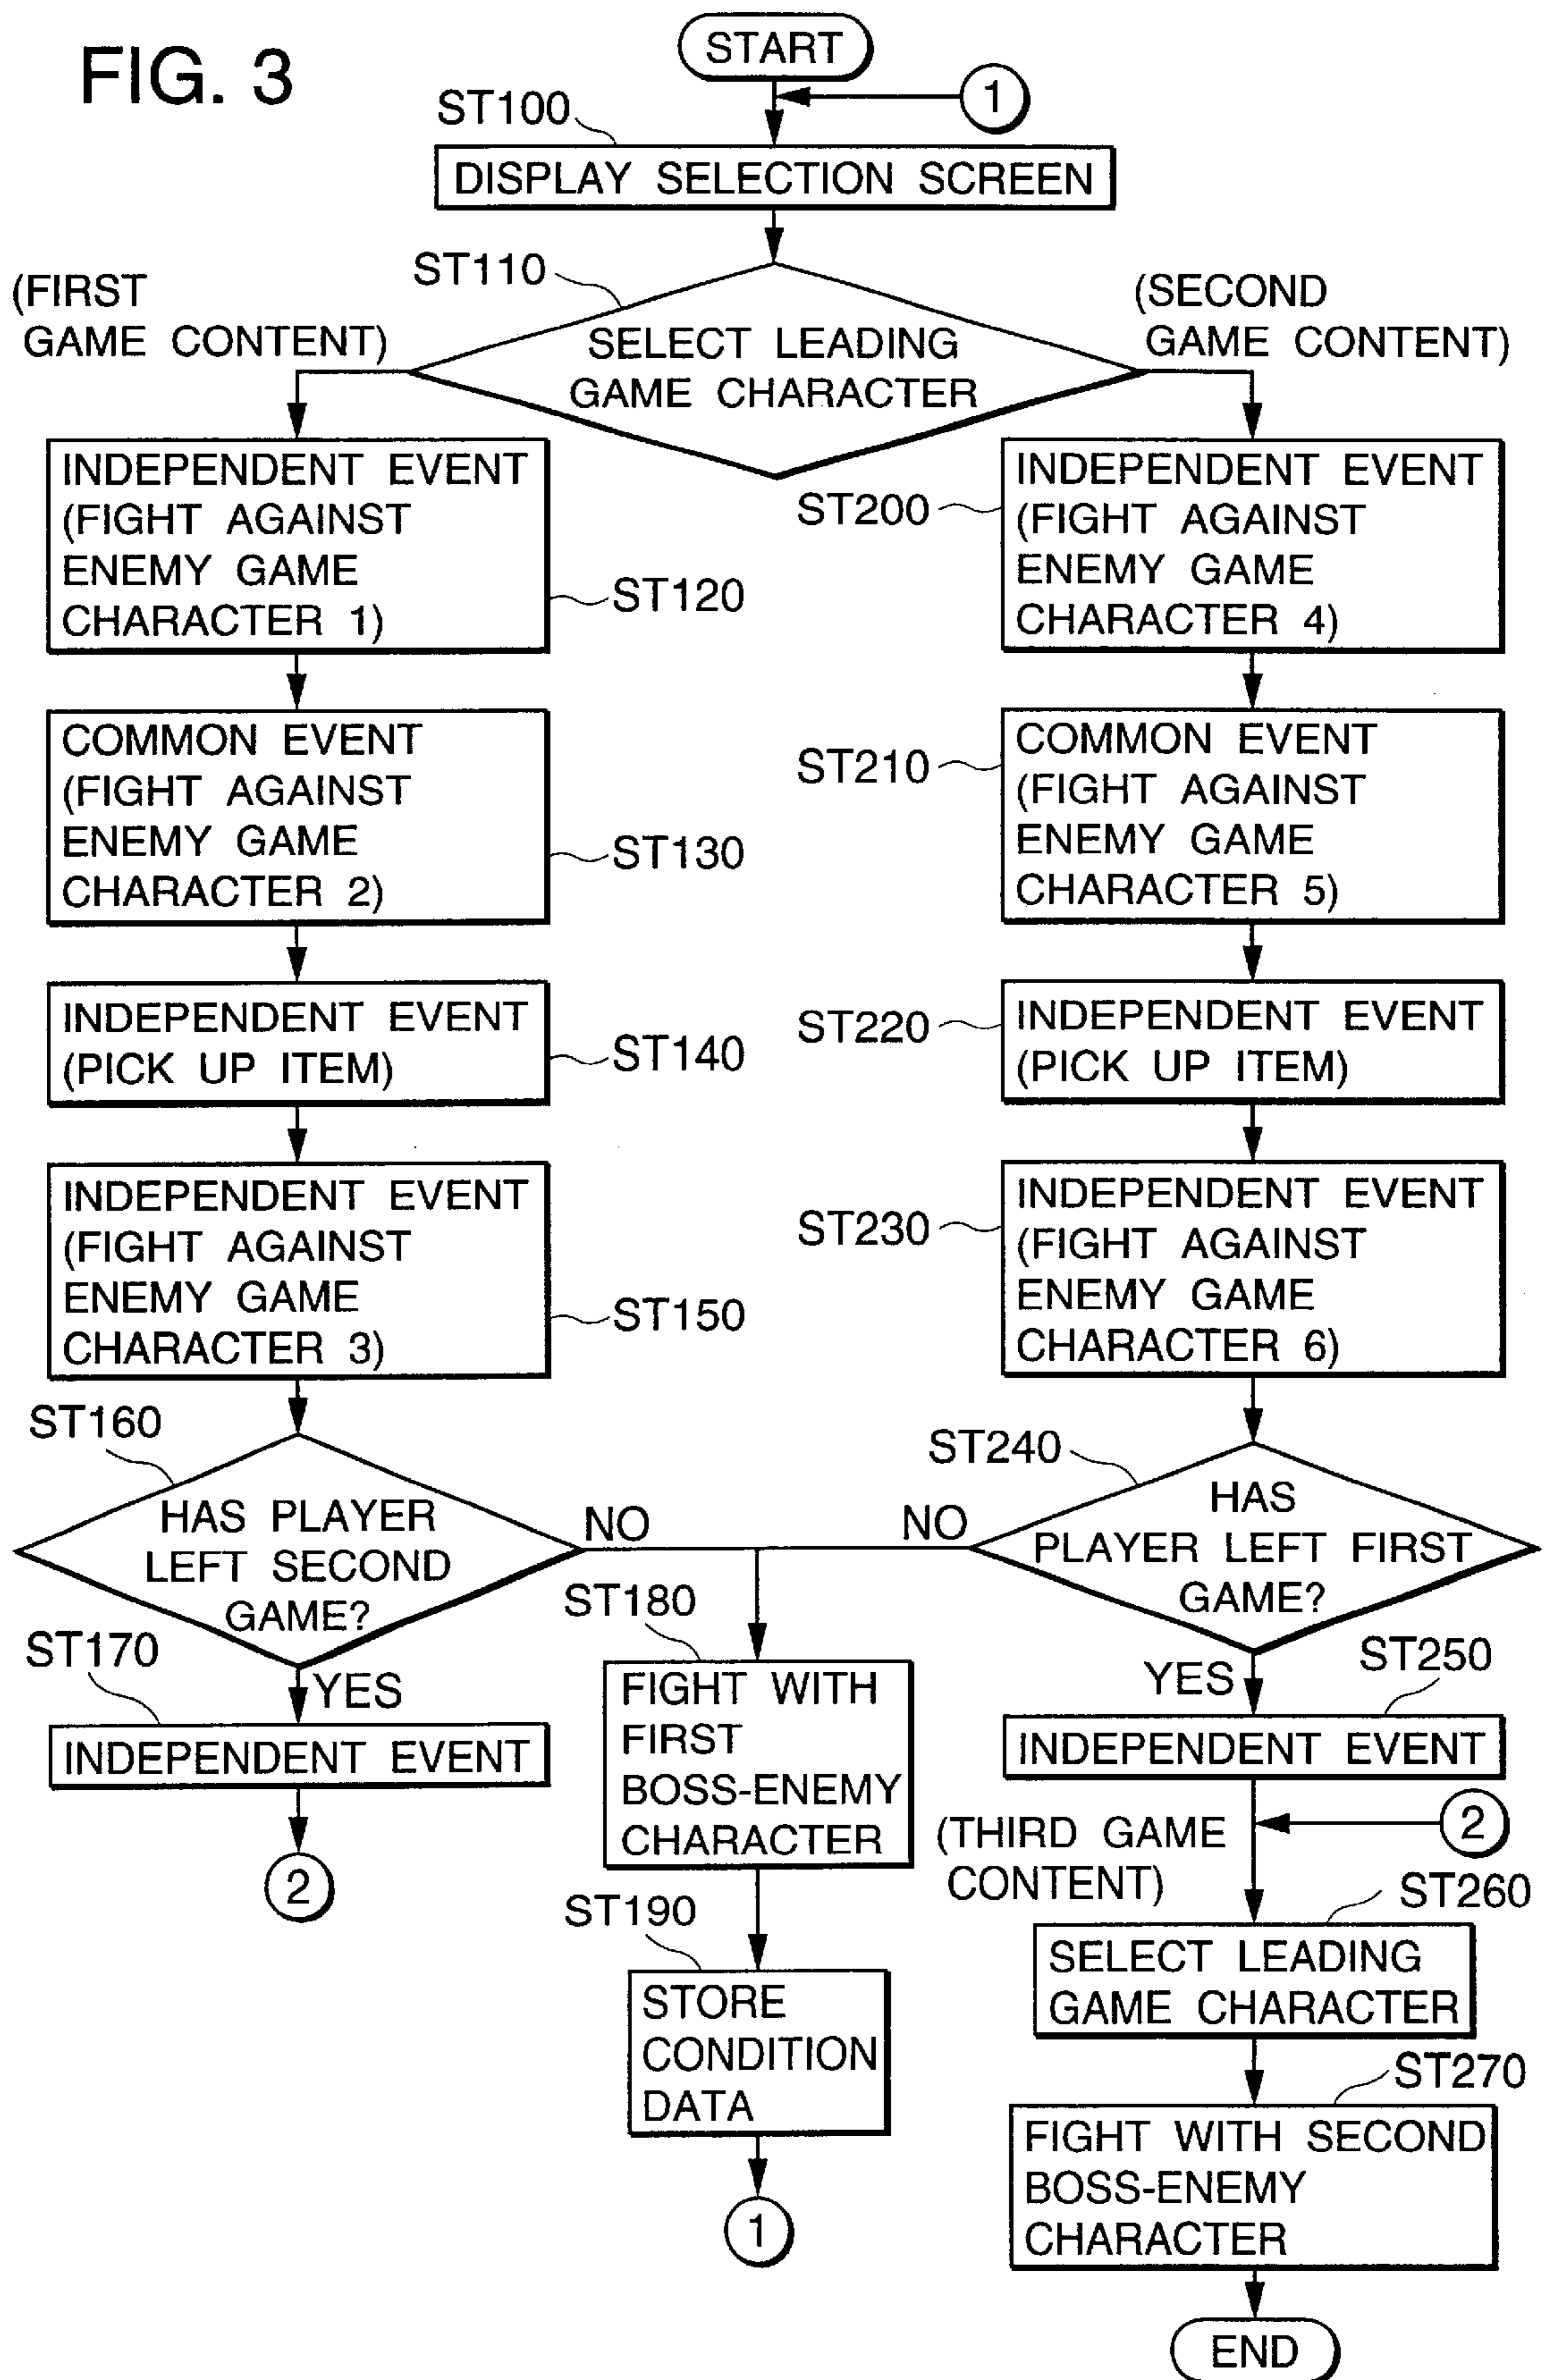 FIG. 3
START
1
ST100
DISPLAY SELECTION SCREEN
ST110
SELECT LEADING
GAME CHARACTER
(FIRST
GAME CONTENT)
(SECOND
GAME CONTENT)
INDEPENDENT EVENT
(FIGHT AGAINST
ENEMY GAME
CHARACTER 1)
ST120
COMMON EVENT
(FIGHT AGAINST
ENEMY GAME
CHARACTER 2)
ST130
INDEPENDENT EVENT
(PICK UP ITEM)
ST140
INDEPENDENT EVENT
(FIGHT AGAINST
ENEMY GAME
CHARACTER 3)
ST150
ST160
HAS PLAYER
LEFT SECOND
GAME?
NO
YES
ST170
INDEPENDENT EVENT
2
ST180
FIGHT WITH
FIRST
BOSS-ENEMY
CHARACTER
ST190
STORE
CONDITION
DATA
1
ST200
INDEPENDENT EVENT
(FIGHT AGAINST
ENEMY GAME
CHARACTER 4)
ST210
COMMON EVENT
(FIGHT AGAINST
ENEMY GAME
CHARACTER 5)
ST220
INDEPENDENT EVENT
(PICK UP ITEM)
ST230
INDEPENDENT EVENT
(FIGHT AGAINST
ENEMY GAME
CHARACTER 6)
ST240
HAS
PLAYER LEFT FIRST
GAME?
NO
YES
ST250
INDEPENDENT EVENT
2
(THIRD GAME
CONTENT)
ST260
SELECT LEADING
GAME CHARACTER
ST270
FIGHT WITH SECOND
BOSS-ENEMY
CHARACTER
END